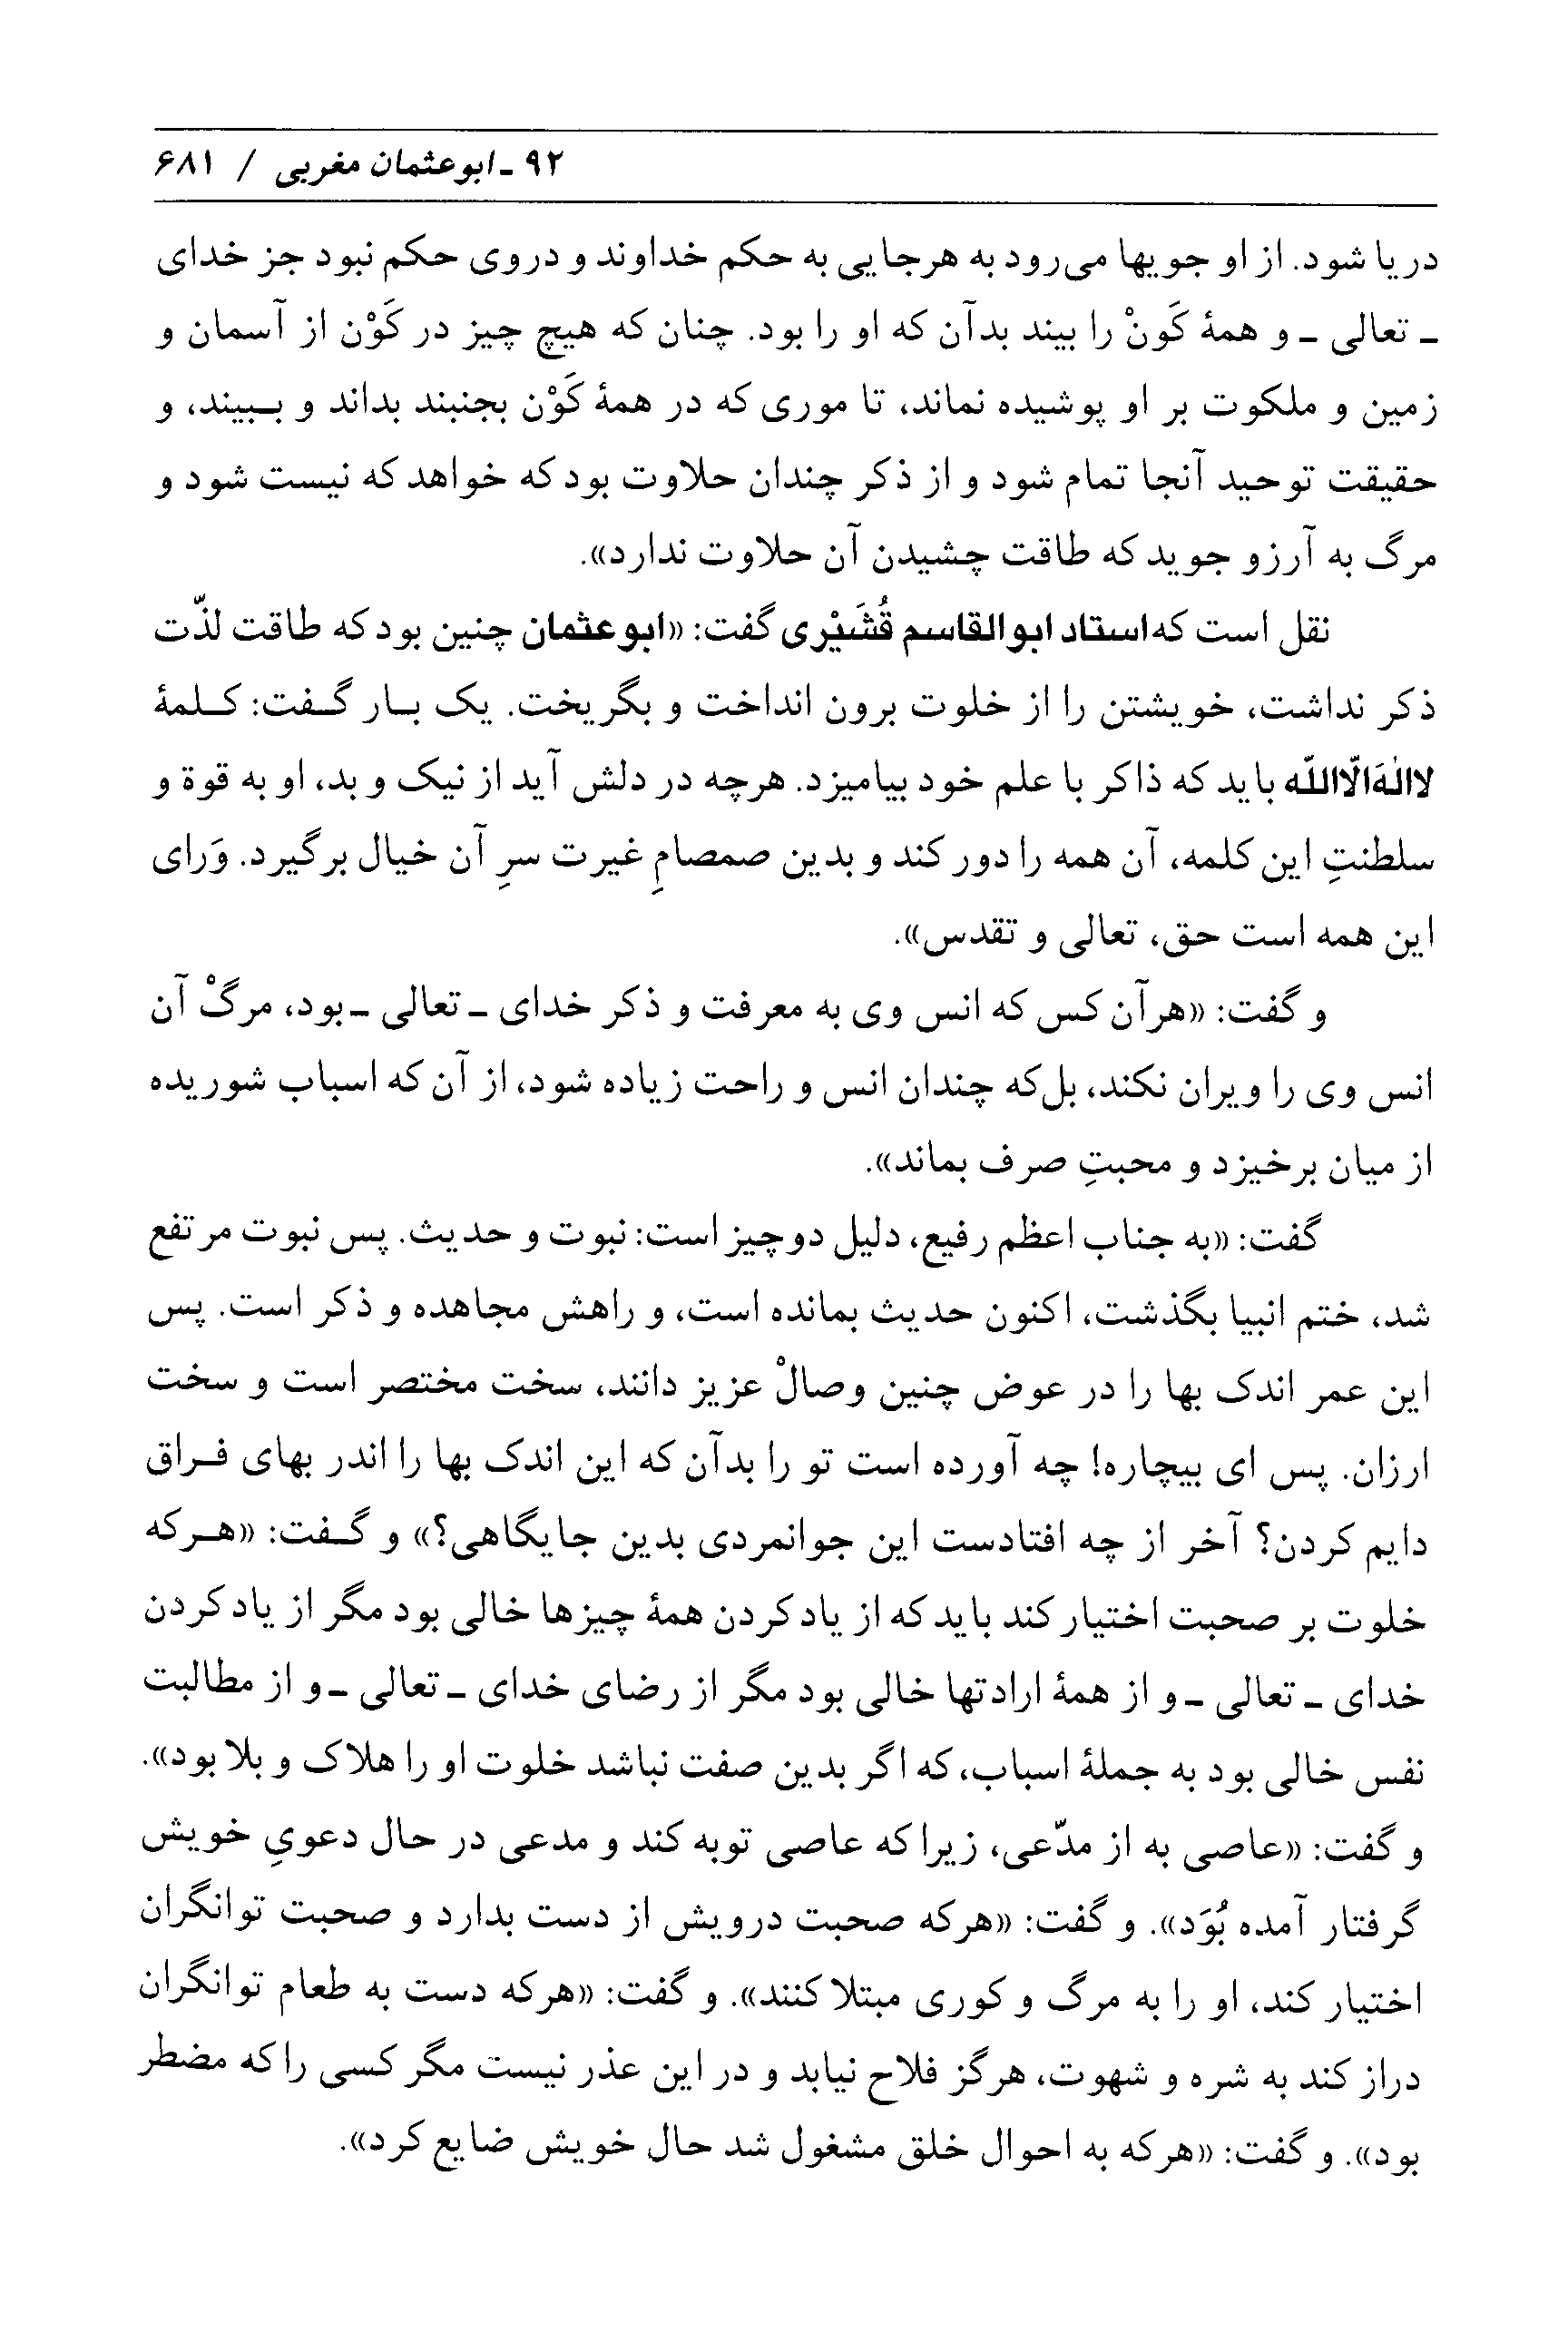 ۹۲ ـ ابوعثمان مغربی / ۶۸۱
دریا شود. از او جویها می‌رود به هرجایی به حکم خداوند و دروی حکم نبود جز خدای
ـ تعالی ـ و همهٔ کَونْ را بیند بدآن که او را بود. چنان که هیچ چیز در کَوْن از آسمان و
زمین و ملکوت بر او پوشیده نماند، تا موری که در همهٔ کَوْن بجنبند بداند و ببیند، و
حقیقت توحید آنجا تمام شود و از ذکر چندان حلاوت بود که خواهد که نیست شود و
مرگ به آرزو جوید که طاقت چشیدن آن حلاوت ندارد».
نقل است که استاد ابوالقاسم قُشَیْری گفت: «ابوعثمان چنین بود که طاقت لذّت
ذکر نداشت، خویشتن را از خلوت برون انداخت و بگریخت. یک بار گفت: کلمهٔ
لاالٰهَ‌الّااللّه باید که ذاکر با علم خود بیامیزد. هرچه در دلش آید از نیک و بد، او به قوة و
سلطنتِ این کلمه، آن همه را دور کند و بدین صمصامِ غیرت سرِ آن خیال برگیرد. وَرای
این همه است حق، تعالی و تقدس».
و گفت: «هرآن کس که انس وی به معرفت و ذکر خدای ـ تعالی ـ بود، مرگْ آن
انس وی را ویران نکند، بل‌که چندان انس و راحت زیاده شود، از آن که اسباب شوریده
از میان برخیزد و محبتِ صرف بماند».
گفت: «به جناب اعظم رفیع، دلیل دوچیز است: نبوت و حدیث. پس نبوت مرتفع
شد، ختم انبیا بگذشت، اکنون حدیث بمانده است، و راهش مجاهده و ذکر است. پس
این عمر اندک بها را در عوض چنین وصالْ عزیز دانند، سخت مختصر است و سخت
ارزان. پس ای بیچاره! چه آورده است تو را بدآن که این اندک بها را اندر بهای فراق
دایم کردن؟ آخر از چه افتادست این جوانمردی بدین جایگاهی؟» و گفت: «هرکه
خلوت بر صحبت اختیار کند باید که از یاد کردن همهٔ چیزها خالی بود مگر از یاد کردن
خدای ـ تعالی ـ و از همهٔ ارادتها خالی بود مگر از رضای خدای ـ تعالی ـ و از مطالبت
نفس خالی بود به جملهٔ اسباب، که اگر بدین صفت نباشد خلوت او را هلاک و بلا بود».
و گفت: «عاصی به از مدّعی، زیرا که عاصی توبه کند و مدعی در حال دعویِ خویش
گرفتار آمده بُوَد». و گفت: «هرکه صحبت درویش از دست بدارد و صحبت توانگران
اختیار کند، او را به مرگ و کوری مبتلا کنند». و گفت: «هرکه دست به طعام توانگران
دراز کند به شره و شهوت، هرگز فلاح نیابد و در این عذر نیست مگر کسی را که مضطر
بود». و گفت: «هرکه به احوال خلق مشغول شد حال خویش ضایع کرد».